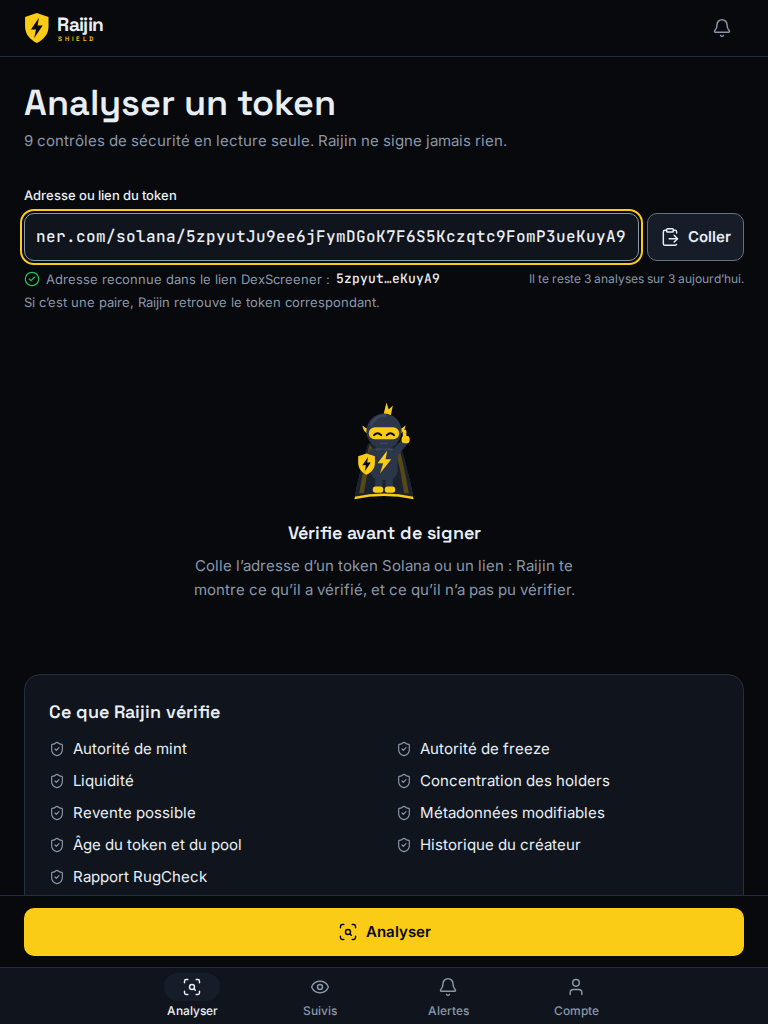 Raijin
SHIELD
Analyser un token
9 contrôles de sécurité en lecture seule. Raijin ne signe jamais rien.
Adresse ou lien du token
ner.com/solana/5zpyutJu9ee6jFymDGoK7F6S5Kczqtc9FomP3ueKuyA9
Coller
Adresse reconnue dans le lien DexScreener : 5zpyut…eKuyA9
Il te reste 3 analyses sur 3 aujourd’hui.
Si c’est une paire, Raijin retrouve le token correspondant.
Vérifie avant de signer
Colle l’adresse d’un token Solana ou un lien : Raijin te
montre ce qu’il a vérifié, et ce qu’il n’a pas pu vérifier.
Ce que Raijin vérifie
Autorité de mint
Autorité de freeze
Liquidité
Concentration des holders
Revente possible
Métadonnées modifiables
Âge du token et du pool
Historique du créateur
Rapport RugCheck
Analyser
Analyser
Suivis
Alertes
Compte